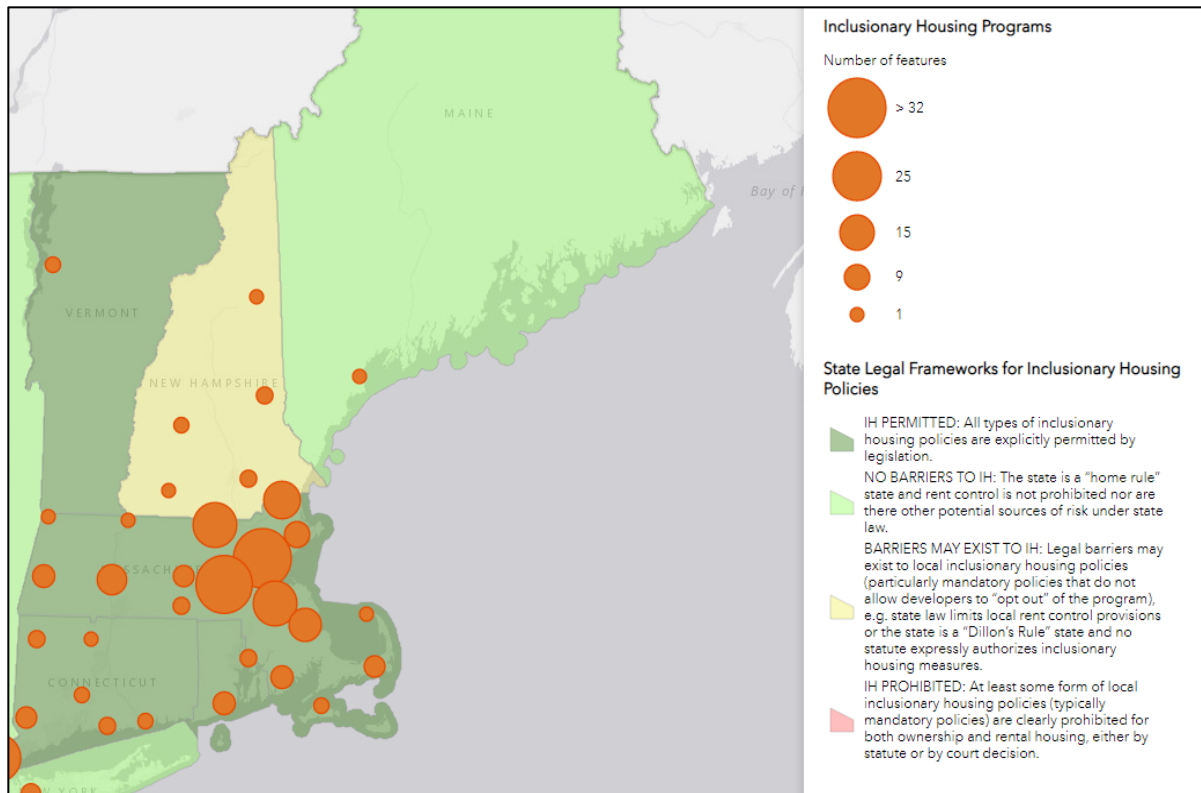 MAINE
Bay of
VERMONT
NEW HAMPSHIRE
SSACH
CONNECTICUT
YORK
Inclusionary Housing Programs
Number of features
> 32
25
15
9
1
State Legal Frameworks for Inclusionary Housing
Policies
IH PERMITTED: All types of inclusionary
housing policies are explicitly permitted by
legislation.
NO BARRIERS TO IH: The state is a “home rule”
state and rent control is not prohibited nor are
there other potential sources of risk under state
law.
BARRIERS MAY EXIST TO IH: Legal barriers may
exist to local inclusionary housing policies
(particularly mandatory policies that do not
allow developers to “opt out” of the program),
e.g. state law limits local rent control provisions
or the state is a “Dillon’s Rule” state and no
statute expressly authorizes inclusionary
housing measures.
IH PROHIBITED: At least some form of local
inclusionary housing policies (typically
mandatory policies) are clearly prohibited for
both ownership and rental housing, either by
statute or by court decision.